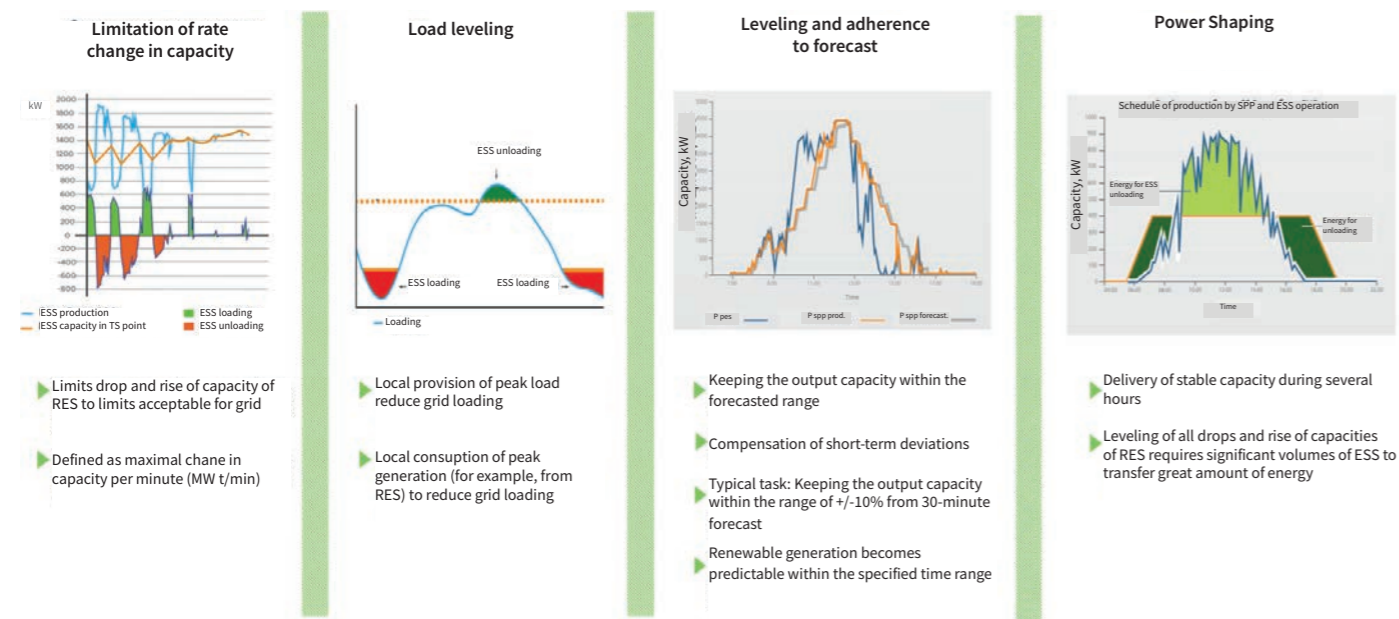 Limitation of rate
change in capacity
kW
2000
1800
1600
1400
1200
1000
800
600
400
200
0
-200
-400
-600
-800
ESS production
ESS capacity in TS point
ESS loading
ESS unloading
Limits drop and rise of capacity of
RES to limits acceptable for grid
Defined as maximal chane in
capacity per minute (MW t/min)
Load leveling
ESS unloading
ESS loading
ESS loading
Loading
Local provision of peak load
reduce grid loading
Local consuption of peak
generation (for example, from
RES) to reduce grid loading
Leveling and adherence
to forecast
Capacity, kW
Time
P pes
P spp prod.
P spp forecast.
Keeping the output capacity within the
forecasted range
Compensation of short-term deviations
Typical task: Keeping the output capacity
within the range of +/-10% from 30-minute
forecast
Renewable generation becomes
predictable within the specified time range
Power Shaping
Schedule of production by SPP and ESS operation
Capacity, kW
Energy for ESS
unloading
Energy for
unloading
Time
Delivery of stable capacity during several
hours
Leveling of all drops and rise of capacities
of RES requires significant volumes of ESS to
transfer great amount of energy